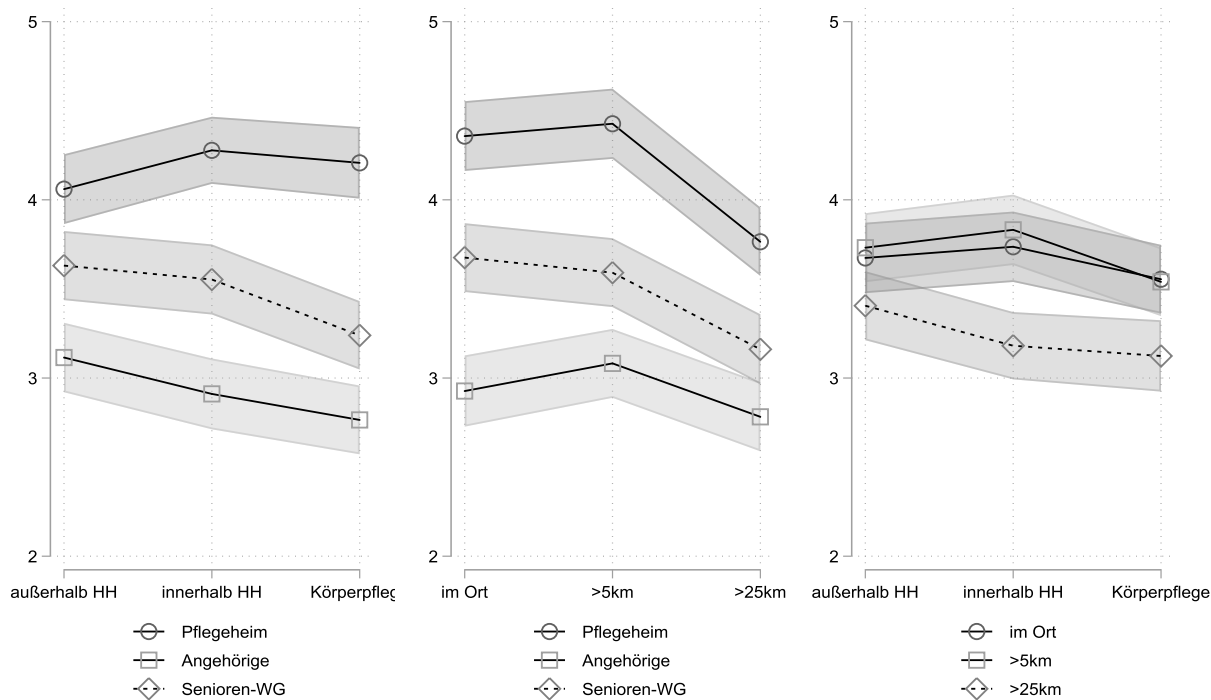 5
4
3
2
außerhalb HH innerhalb HH Körperpfleg
Pflegeheim
Angehörige
Senioren-WG
5
4
3
2
im Ort >5km >25km
Pflegeheim
Angehörige
Senioren-WG
5
4
3
2
außerhalb HH innerhalb HH Körperpflege
im Ort
>5km
>25km